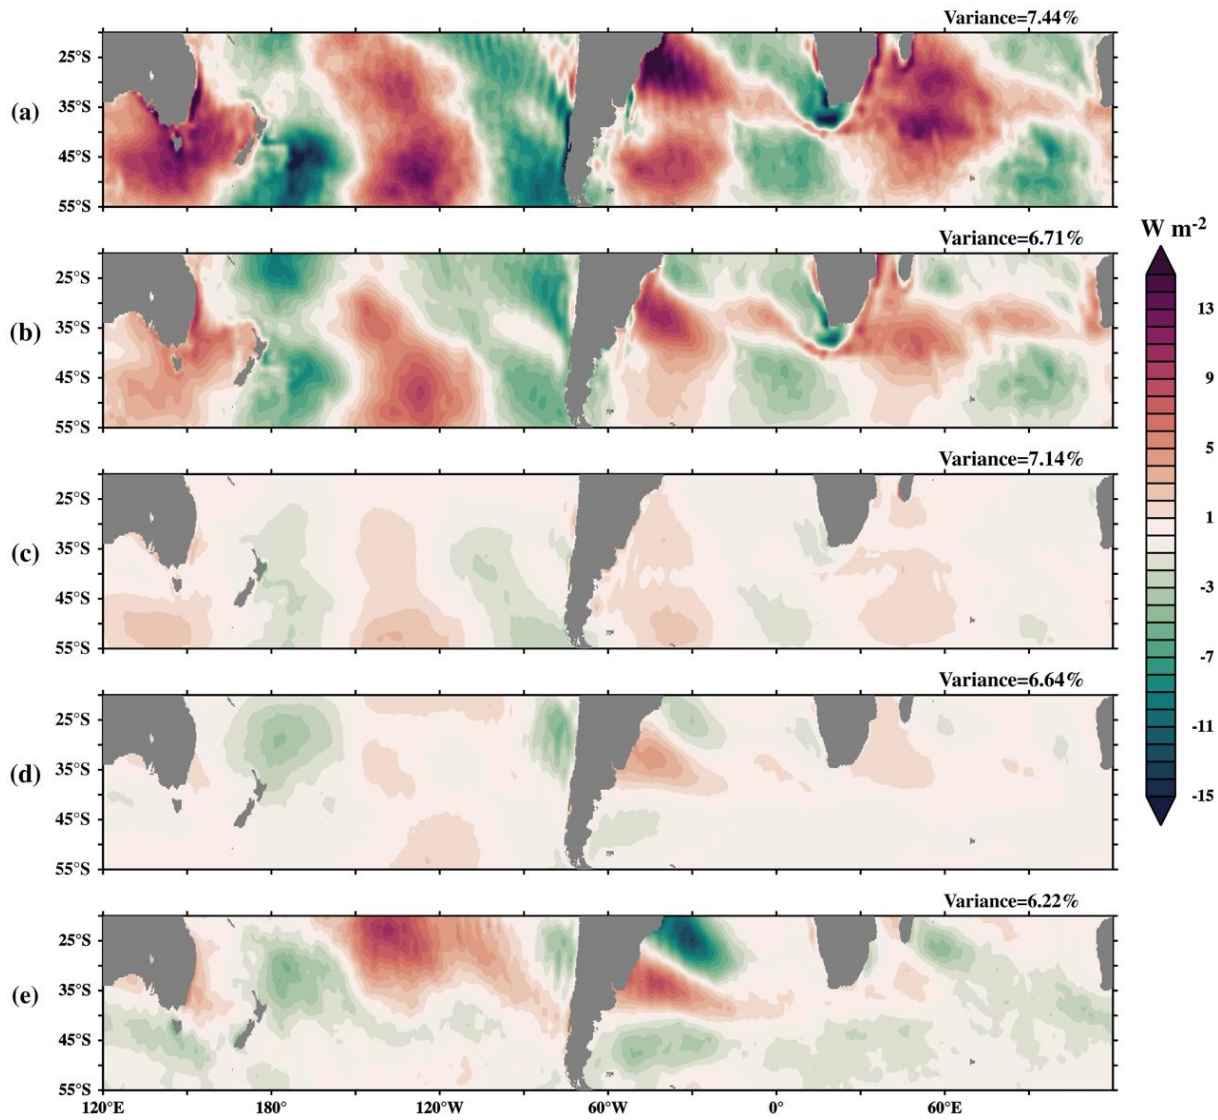 Variance=7.44%
25°S
(a) 35°S
45°S
55°S
Variance=6.71%
25°S
(b) 35°S
45°S
55°S
Variance=7.14%
25°S
(c) 35°S
45°S
55°S
Variance=6.64%
25°S
(d) 35°S
45°S
55°S
Variance=6.22%
25°S
(e) 35°S
45°S
55°S
120°E 180° 120°W 60°W 0° 60°E
W m⁻²
13
9
5
1
-3
-7
-11
-15